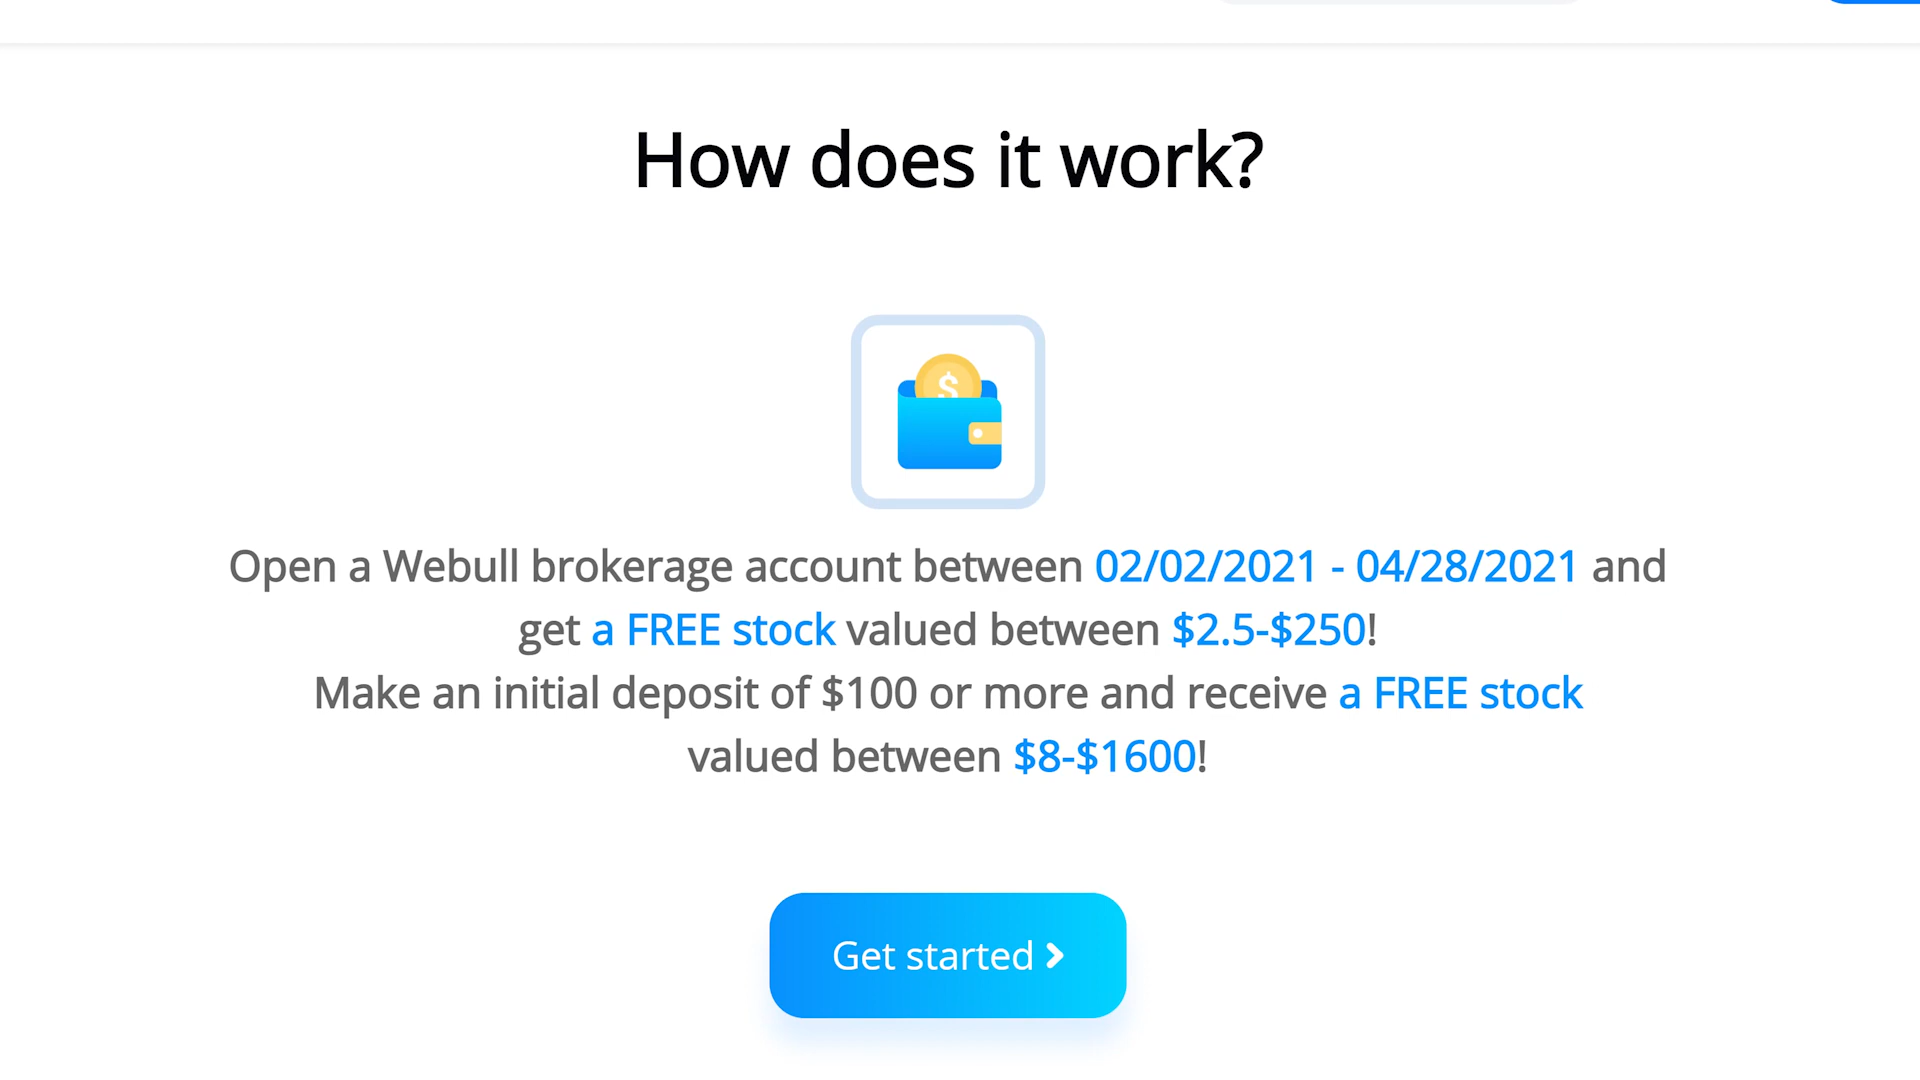 How does it work?
$
Open a Webull brokerage account between 02/02/2021 - 04/28/2021 and
get a FREE stock valued between $2.5-$250!
Make an initial deposit of $100 or more and receive a FREE stock
valued between $8-$1600!
Get started